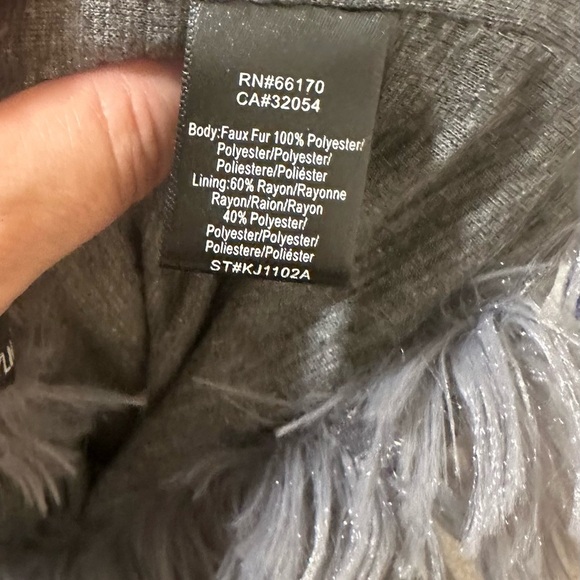 RN#66170
CA#32054
Body:Faux Fur 100% Polyester/
Polyester/Polyester/
Poliestere/Poliéster
Lining:60% Rayon/Rayonne
Rayon/Raion/Rayon
40% Polyester/
Polyester/Polyester/
Poliestere/Poliéster
ST#KJ1102A